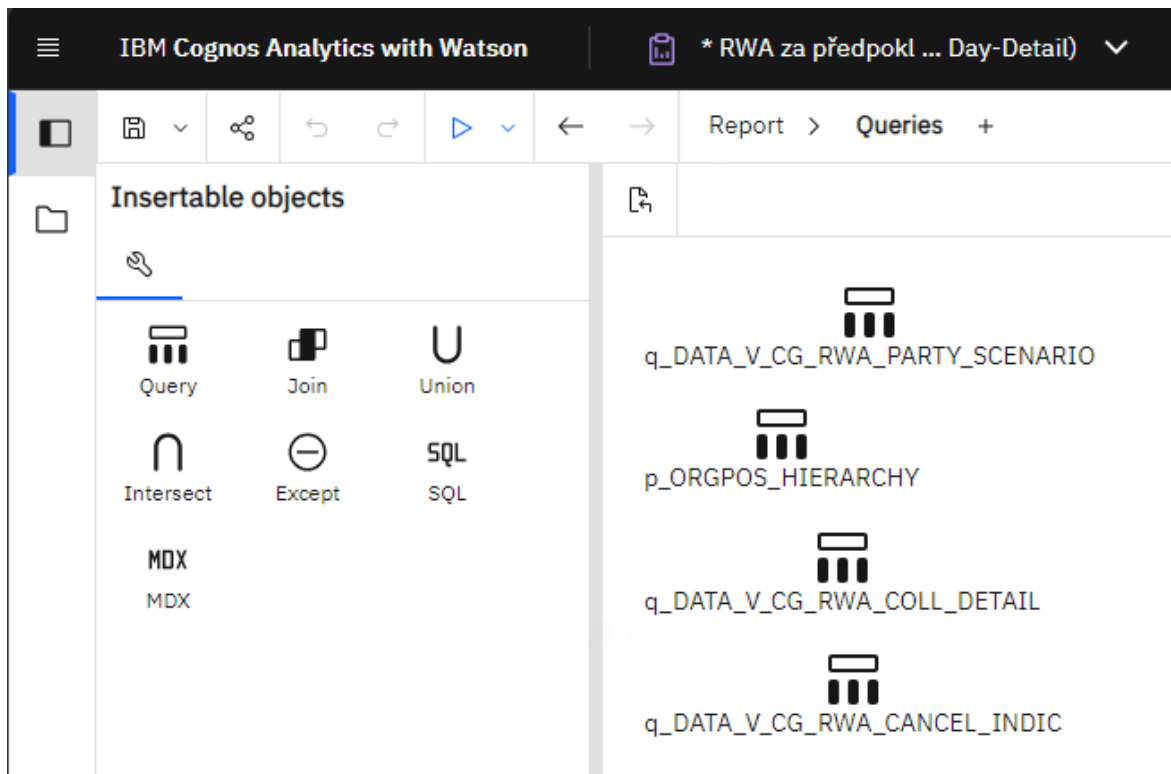 IBM Cognos Analytics with Watson
* RWA za předpokl ... Day-Detail)
Report > Queries +
Insertable objects
Query
Join
Union
Intersect
Except
SQL
SQL
MDX
MDX
q_DATA_V_CG_RWA_PARTY_SCENARIO
p_ORGPOS_HIERARCHY
q_DATA_V_CG_RWA_COLL_DETAIL
q_DATA_V_CG_RWA_CANCEL_INDIC